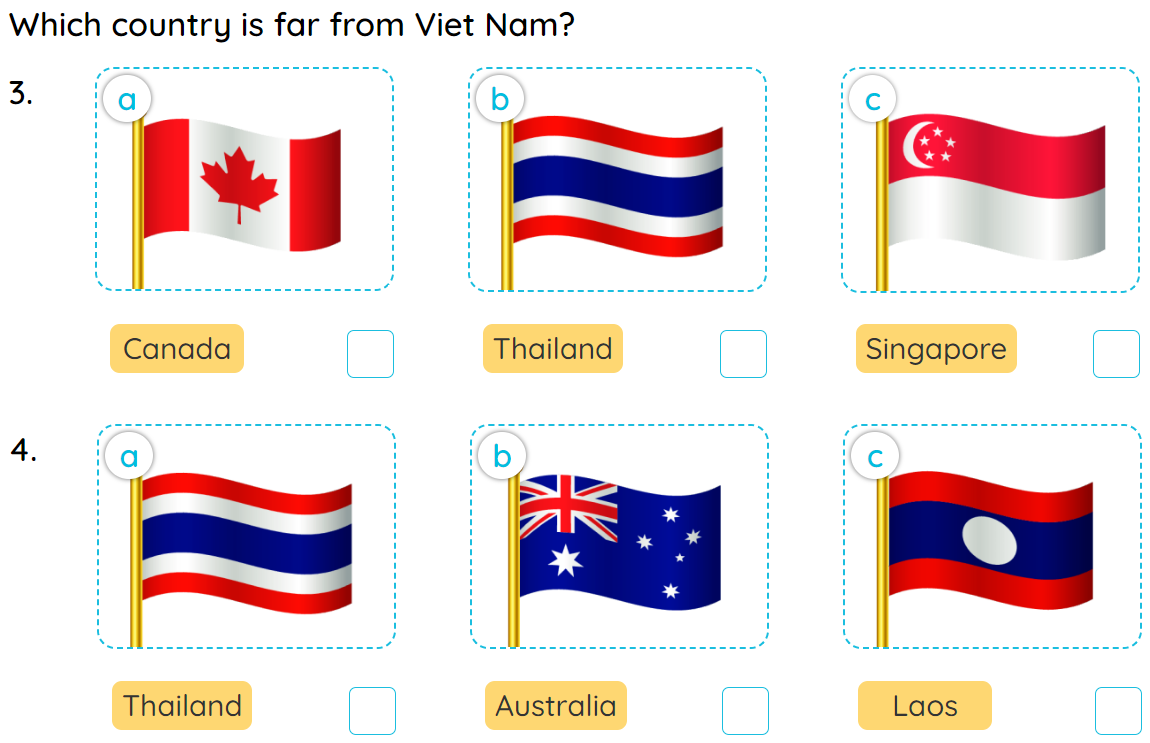 Which country is far from Viet Nam?
3.
a
b
c
Canada
Thailand
Singapore
4.
a
b
c
Thailand
Australia
Laos